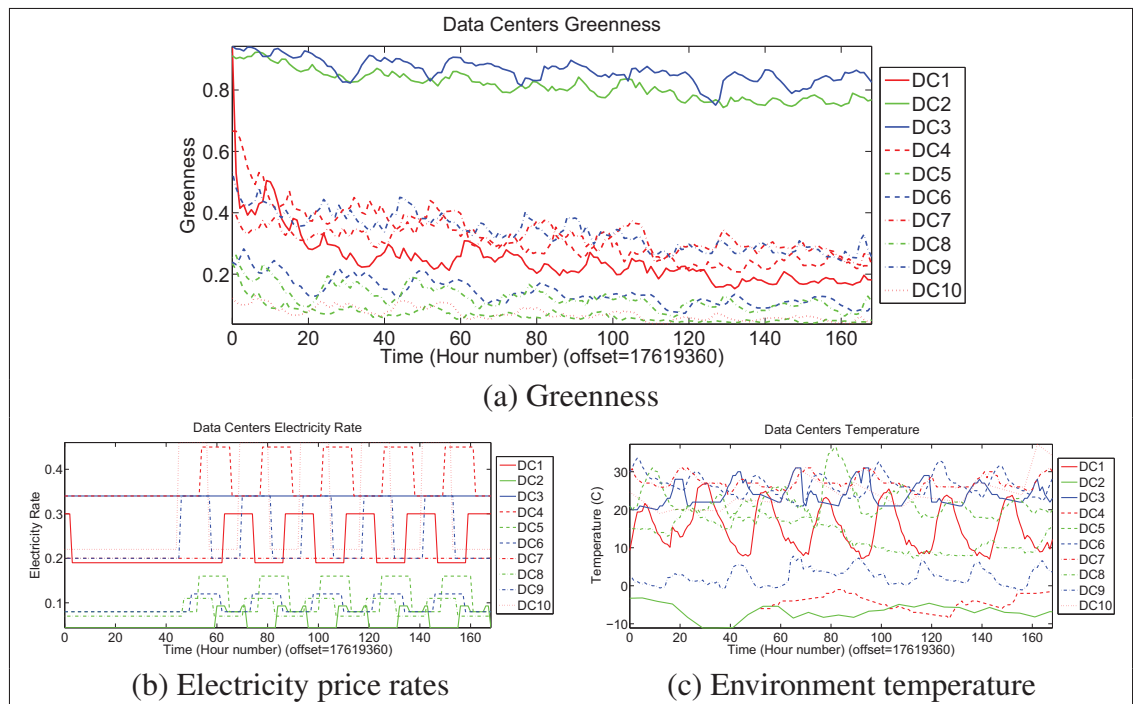 Data Centers Greenness
Greenness
0.8
0.6
0.4
0.2
0 20 40 60 80 100 120 140 160
Time (Hour number) (offset=17619360)
DC1
DC2
DC3
DC4
DC5
DC6
DC7
DC8
DC9
DC10
(a) Greenness
Data Centers Electricity Rate
Electricity Rate
0.4
0.3
0.2
0.1
0 20 40 60 80 100 120 140 160
Time (Hour number) (offset=17619360)
DC1
DC2
DC3
DC4
DC5
DC6
DC7
DC8
DC9
DC10
(b) Electricity price rates
Data Centers Temperature
Temperature (C)
30
20
10
0
−10
0 20 40 60 80 100 120 140 160
Time (Hour number) (offset=17619360)
DC1
DC2
DC3
DC4
DC5
DC6
DC7
DC8
DC9
DC10
(c) Environment temperature